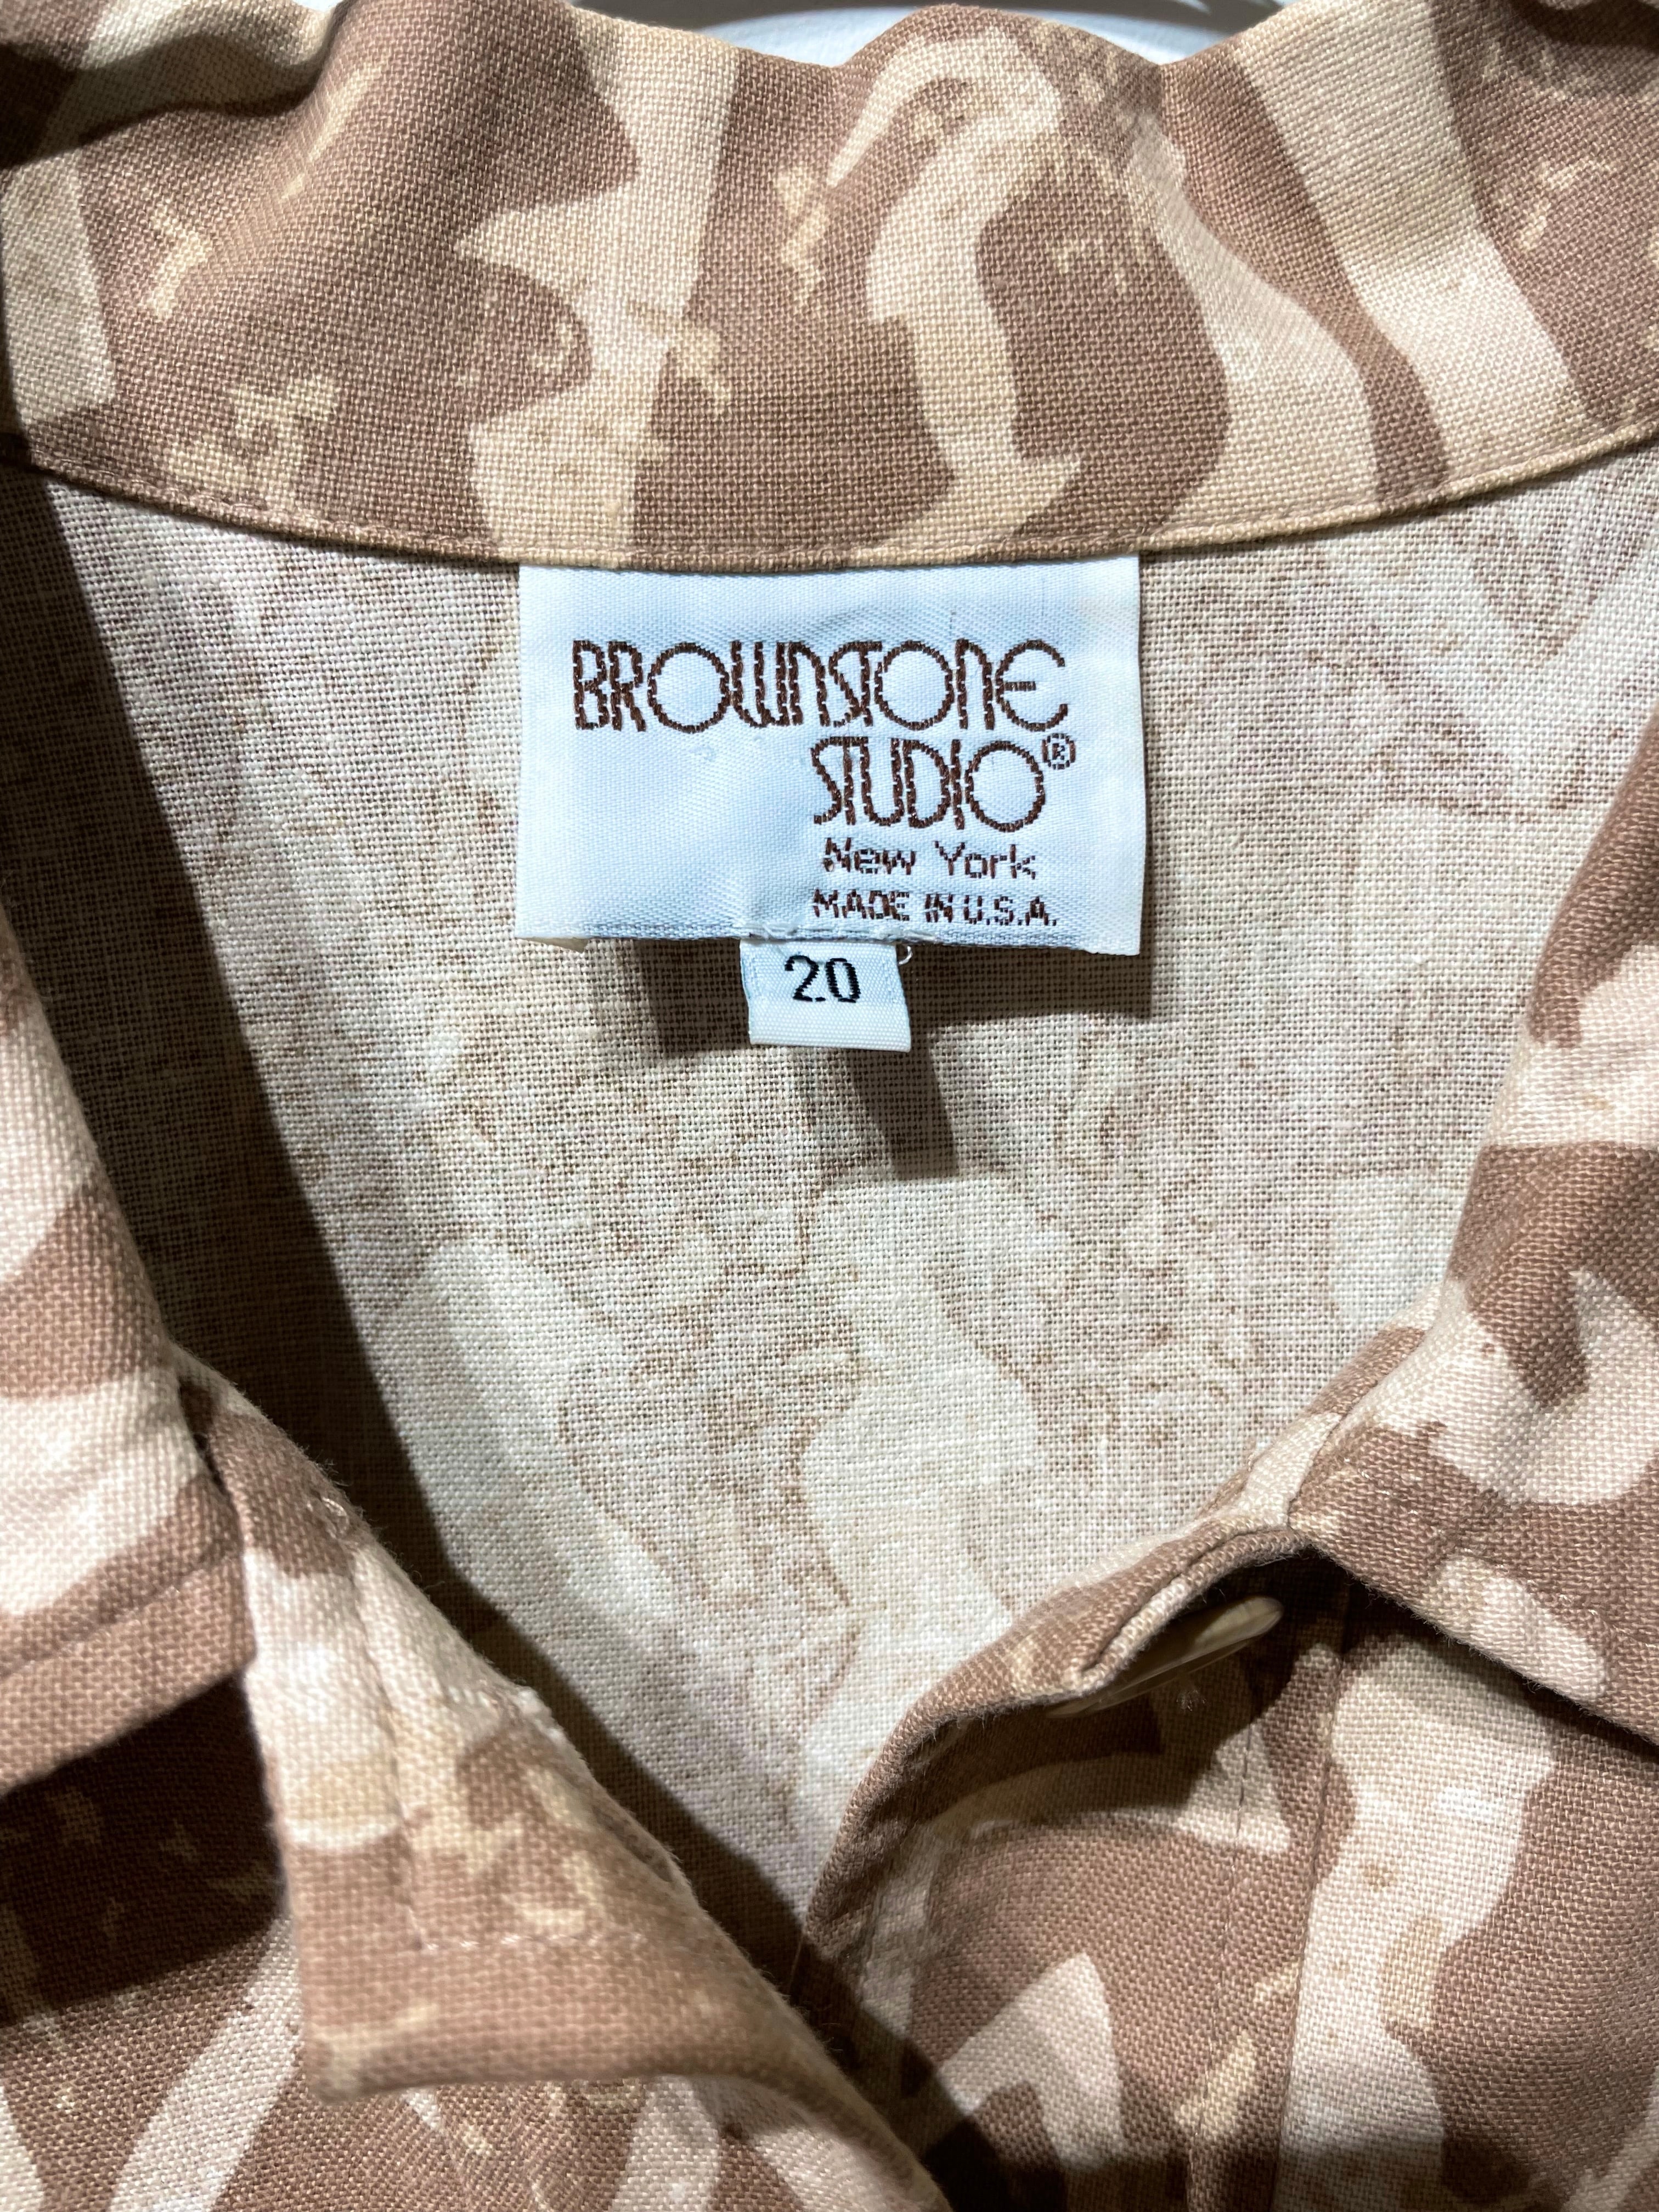 BROWNSTONE
STUDIO®
New York
MADE IN U.S.A.
20